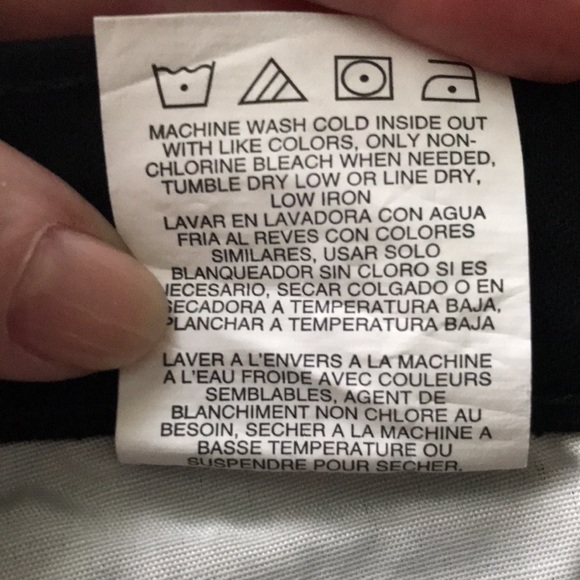 MACHINE WASH COLD INSIDE OUT
WITH LIKE COLORS, ONLY NON-
CHLORINE BLEACH WHEN NEEDED,
TUMBLE DRY LOW OR LINE DRY,
LOW IRON
LAVAR EN LAVADORA CON AGUA
FRIA AL REVES CON COLORES
SIMILARES, USAR SOLO
BLANQUEADOR SIN CLORO SI ES
NECESARIO, SECAR COLGADO O EN
SECADORA A TEMPERATURA BAJA,
PLANCHAR A TEMPERATURA BAJA
LAVER A L'ENVERS A LA MACHINE
A L'EAU FROIDE AVEC COULEURS
SEMBLABLES, AGENT DE
BLANCHIMENT NON CHLORE AU
BESOIN, SECHER A LA MACHINE A
BASSE TEMPERATURE OU
SUSPENDRE POUR SECHER.